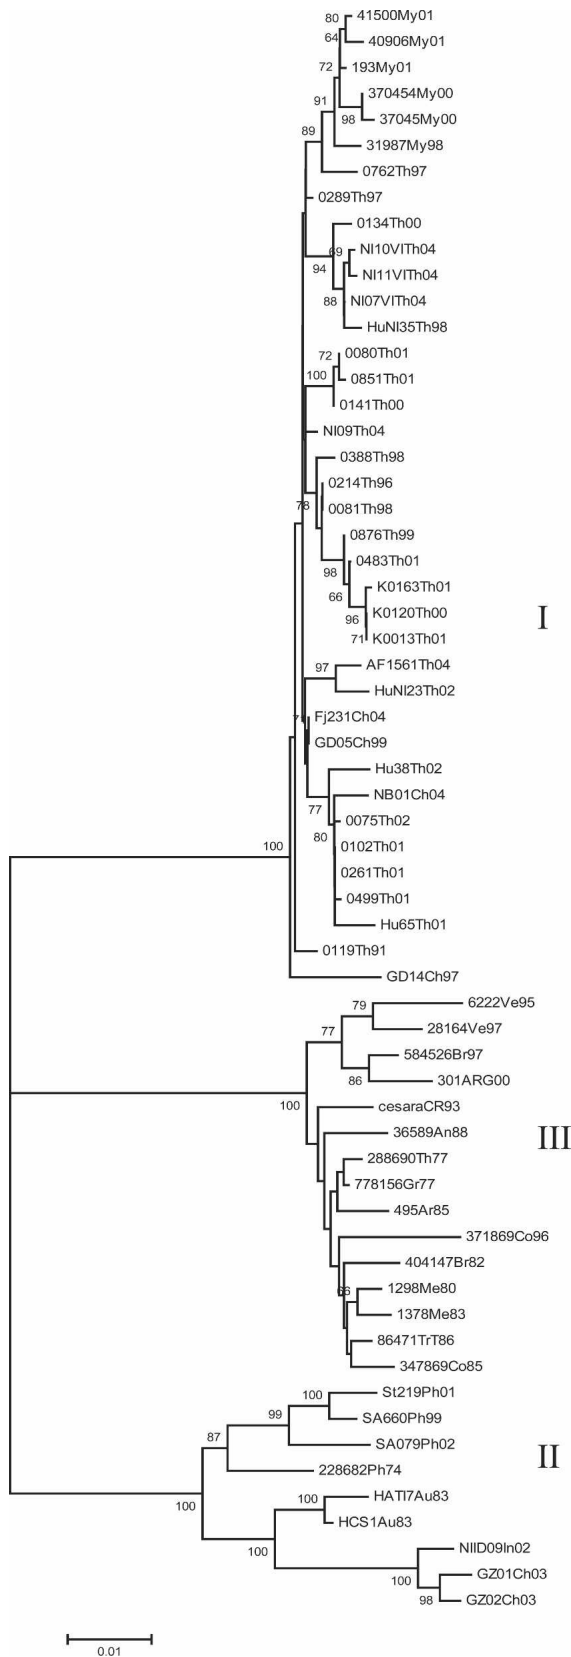 80
41500My01
64
40906My01
72
193My01
370454My00
91
98
37045My00
89
31987My98
0762Th97
0289Th97
0134Th00
69
NI10VITh04
94
NI11VITh04
88
NI07VITh04
HuNI35Th98
72
0080Th01
100
0851Th01
0141Th00
NI09Th04
0388Th98
0214Th96
78
0081Th98
0876Th99
98
0483Th01
66
K0163Th01
96
K0120Th00
I
71
K0013Th01
97
AF1561Th04
HuNI23Th02
Fj231Ch04
GD05Ch99
Hu38Th02
77
NB01Ch04
80
0075Th02
100
0102Th01
0261Th01
0499Th01
Hu65Th01
0119Th91
GD14Ch97
79
6222Ve95
77
28164Ve97
584526Br97
86
301ARG00
100
cesaraCR93
36589An88
III
288690Th77
778156Gr77
495Ar85
371869Co96
404147Br82
66
1298Me80
1378Me83
86471TrT86
347869Co85
100
St219Ph01
99
SA660Ph99
87
SA079Ph02
II
228682Ph74
100
100
HATI7Au83
HCS1Au83
100
NIID09In02
100
GZ01Ch03
98
GZ02Ch03
0.01